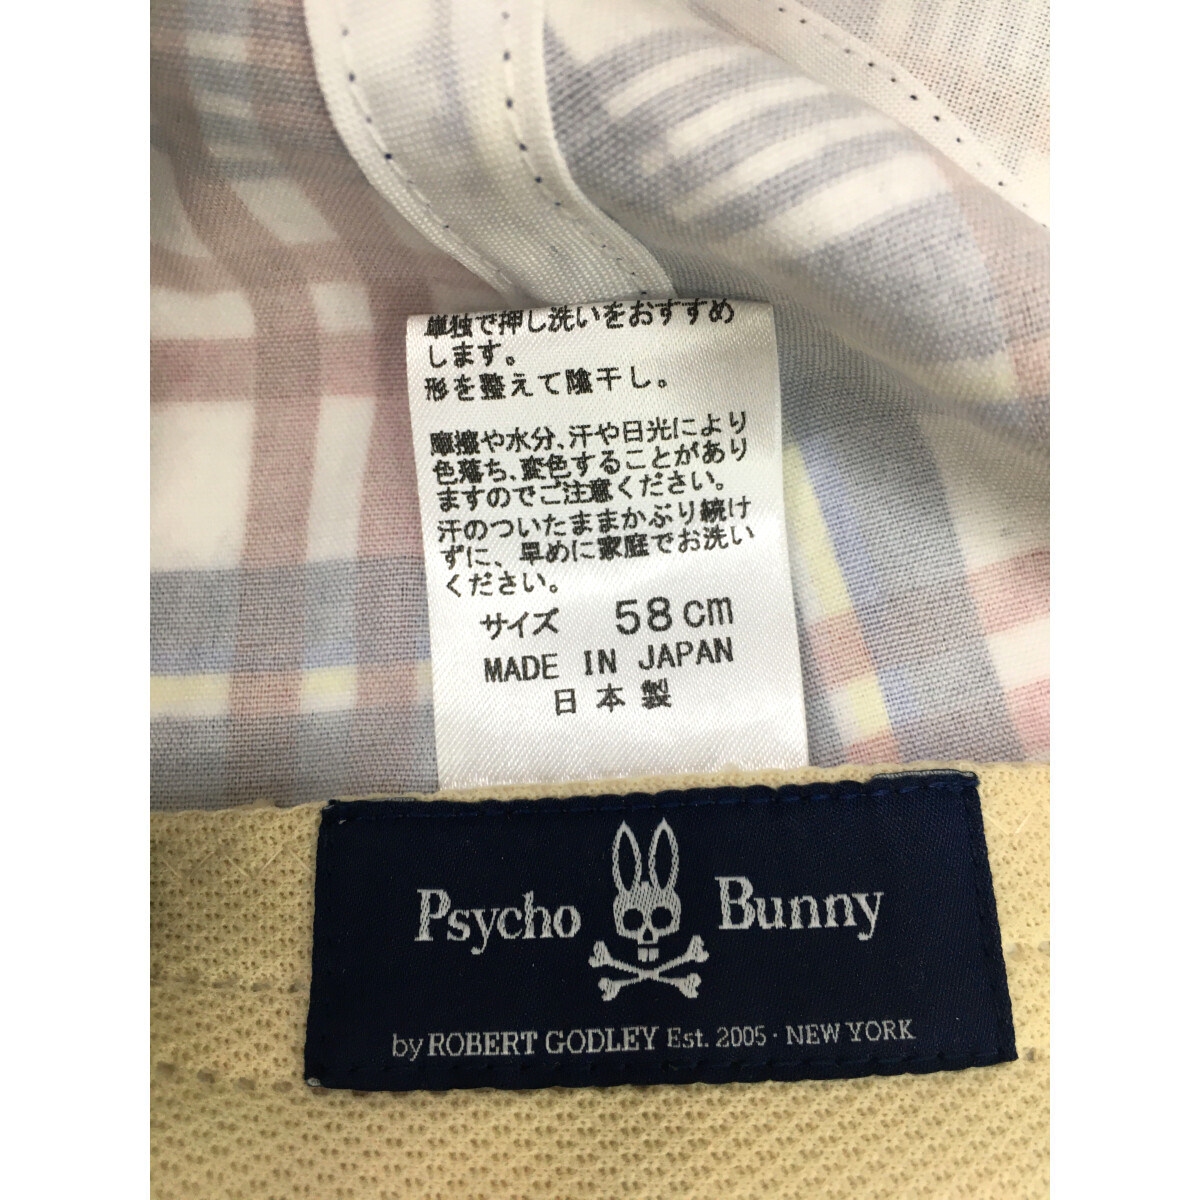 単独で押し洗いをおすすめ
します。
形を整えて陰干し。
摩擦や水分、汗や日光により
色落ち、変色することがあり
ますのでご注意ください。
汗のついたままかぶり続け
ずに、早めに家庭でお洗い
ください。
サイズ 58cm
MADE IN JAPAN
日本製
Psycho Bunny
by ROBERT GODLEY Est. 2005 · NEW YORK